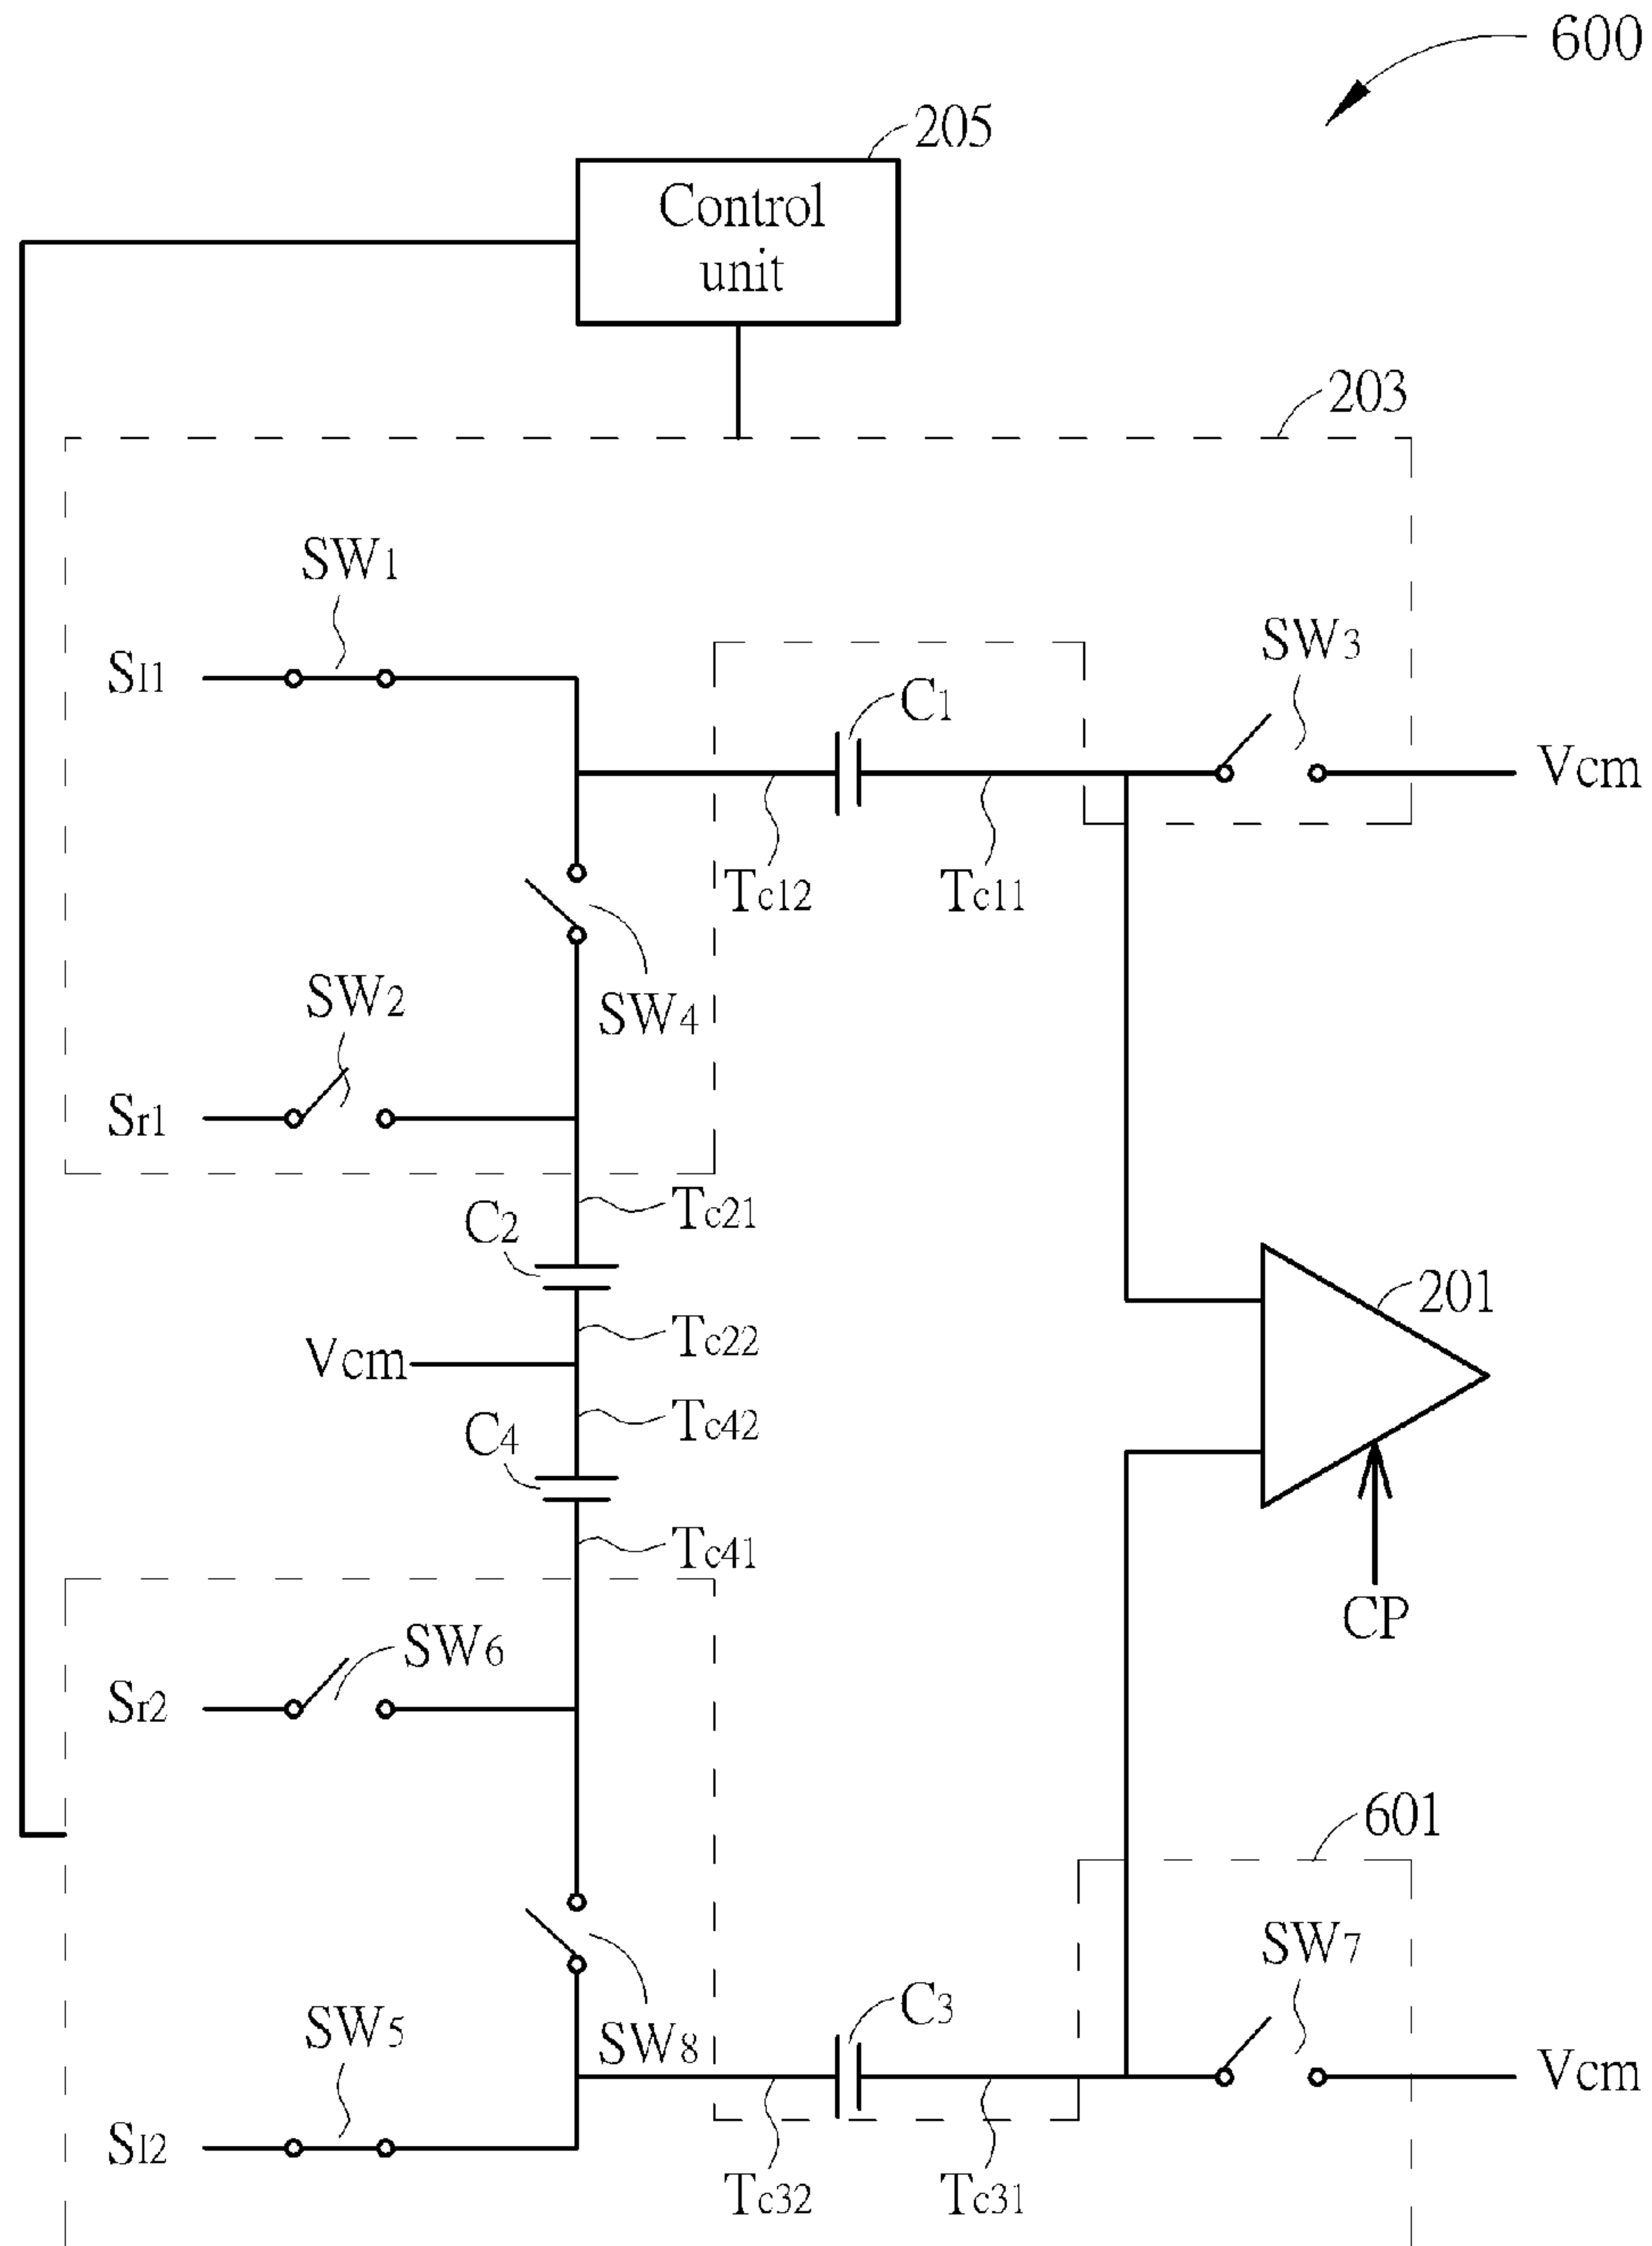 600
205
Control
unit
203
SW1
SI1
C1
SW3
Vcm
Tc12
Tc11
SW4
SW2
Sr1
Tc21
C2
201
Tc22
Vcm
Tc42
C4
Tc41
CP
SW6
Sr2
601
SW7
C3
SW5
SW8
Vcm
SI2
Tc32
Tc31